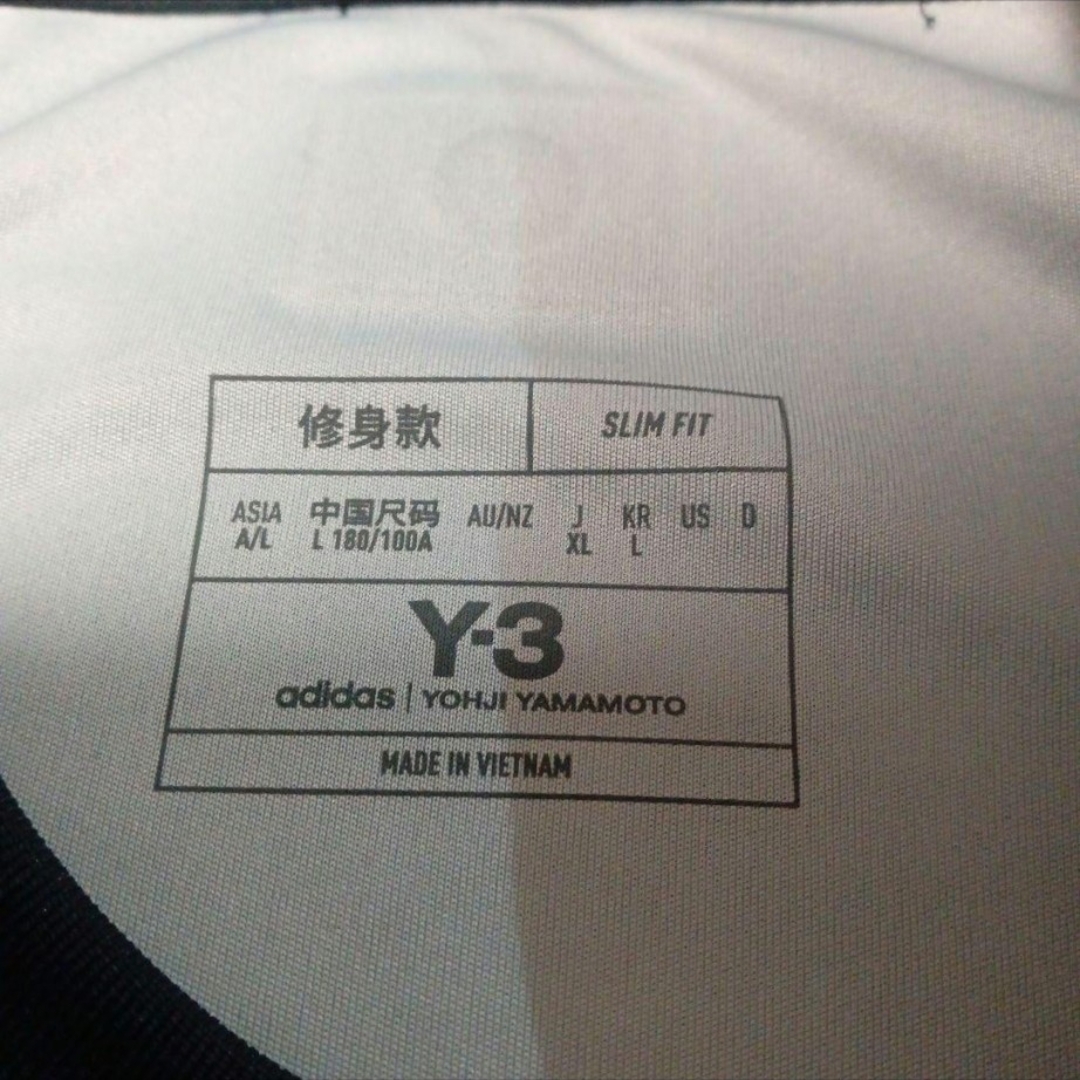 修身款 SLIM FIT
ASIA 中国尺码 AU/NZ J KR US D
A/L L 180/100A XL L
Y-3
adidas | YOHJI YAMAMOTO
MADE IN VIETNAM